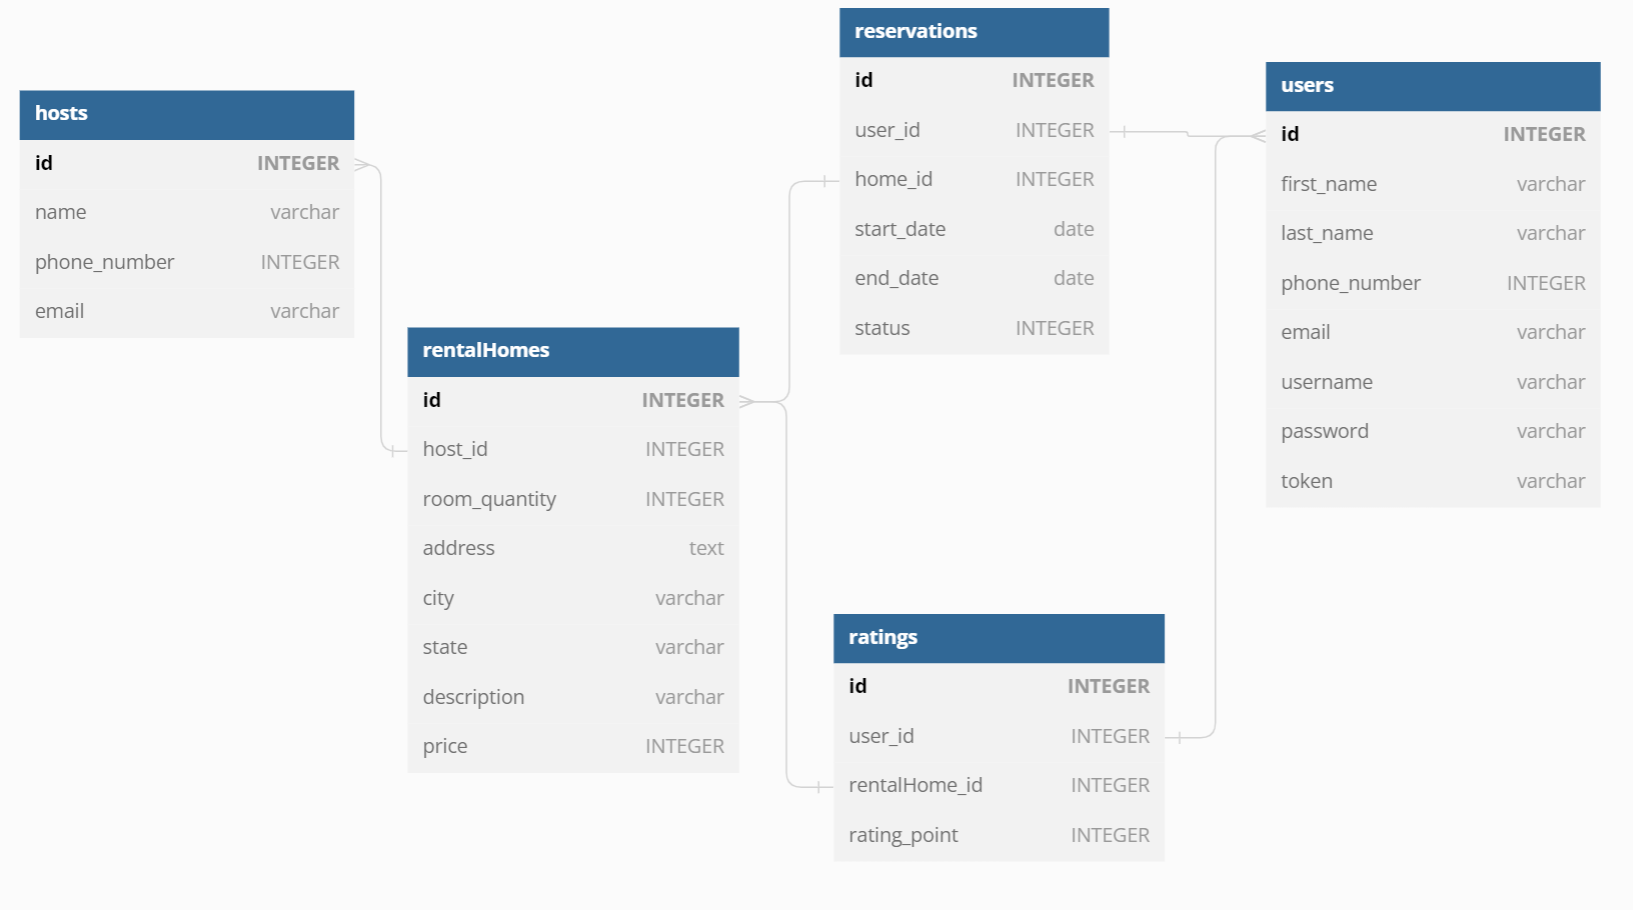 hosts
id INTEGER
name varchar
phone_number INTEGER
email varchar
rentalHomes
id INTEGER
host_id INTEGER
room_quantity INTEGER
address text
city varchar
state varchar
description varchar
price INTEGER
reservations
id INTEGER
user_id INTEGER
home_id INTEGER
start_date date
end_date date
status INTEGER
ratings
id INTEGER
user_id INTEGER
rentalHome_id INTEGER
rating_point INTEGER
users
id INTEGER
first_name varchar
last_name varchar
phone_number INTEGER
email varchar
username varchar
password varchar
token varchar